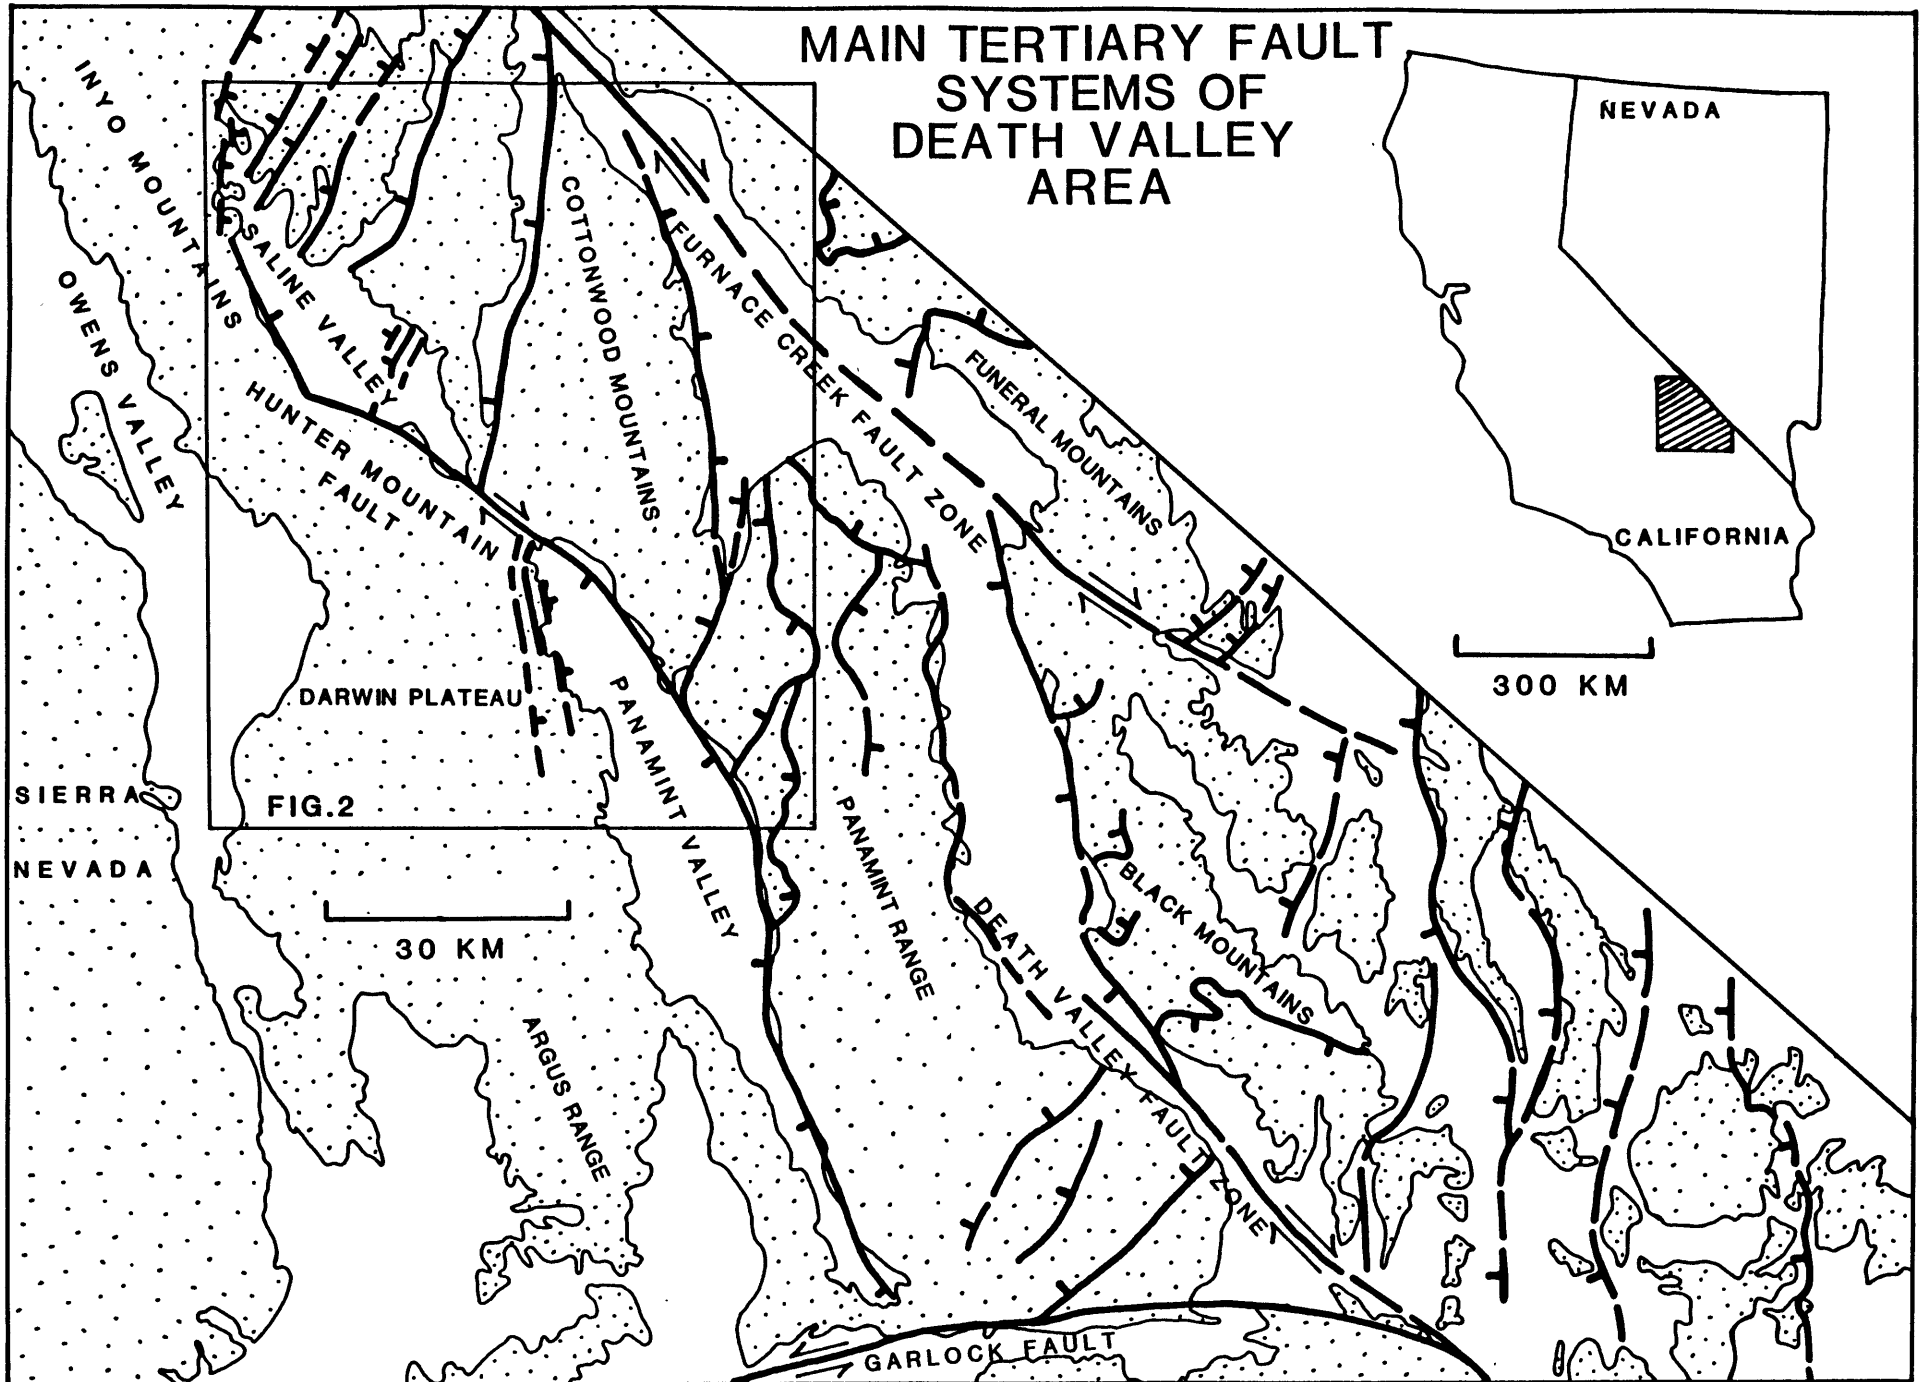 MAIN TERTIARY FAULT
SYSTEMS OF
DEATH VALLEY
AREA
NEVADA
CALIFORNIA
300 KM
INYO MOUNTAINS
OWENS VALLEY
SALINE VALLEY
COTTONWOOD MOUNTAINS
FURNACE CREEK FAULT ZONE
FUNERAL MOUNTAINS
HUNTER MOUNTAIN
FAULT
DARWIN PLATEAU
PANAMINT VALLEY
SIERRA
NEVADA
FIG.2
30 KM
PANAMINT RANGE
DEATH VALLEY FAULT ZONE
BLACK MOUNTAINS
ARGUS RANGE
GARLOCK FAULT